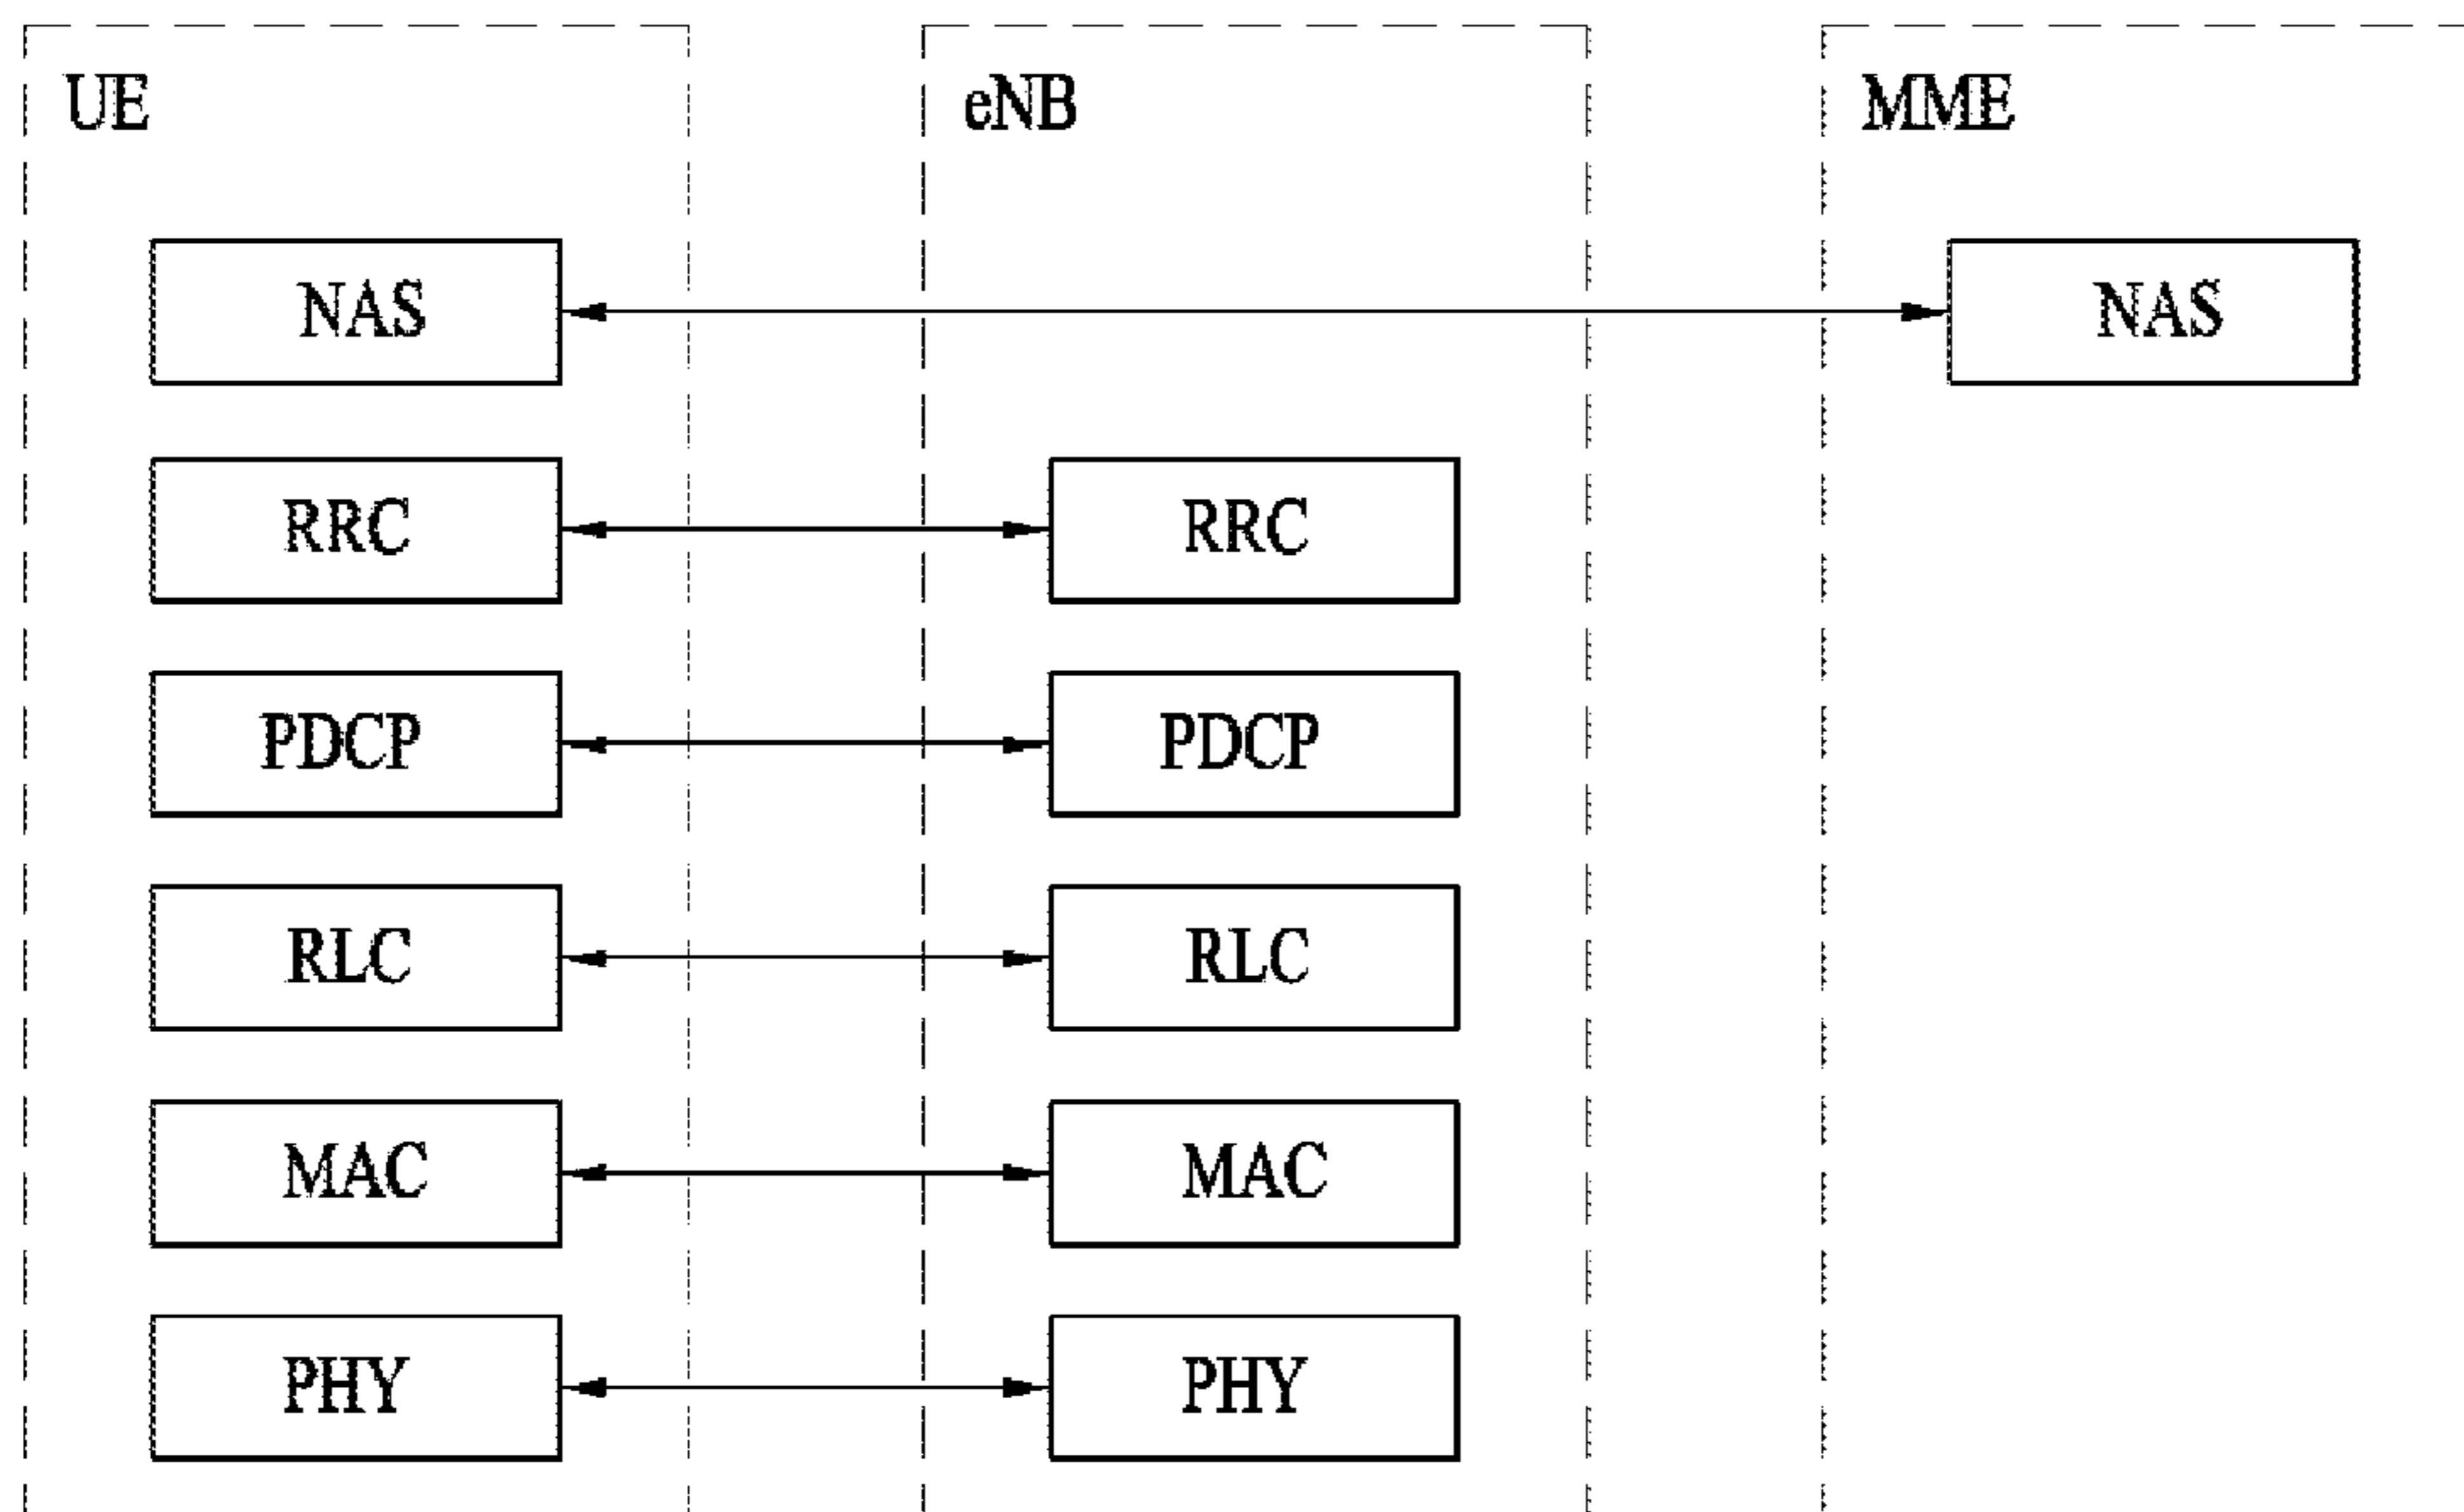 UE eNB MME
NAS NAS
RRC RRC
PDCP PDCP
RLC RLC
MAC MAC
PHY PHY